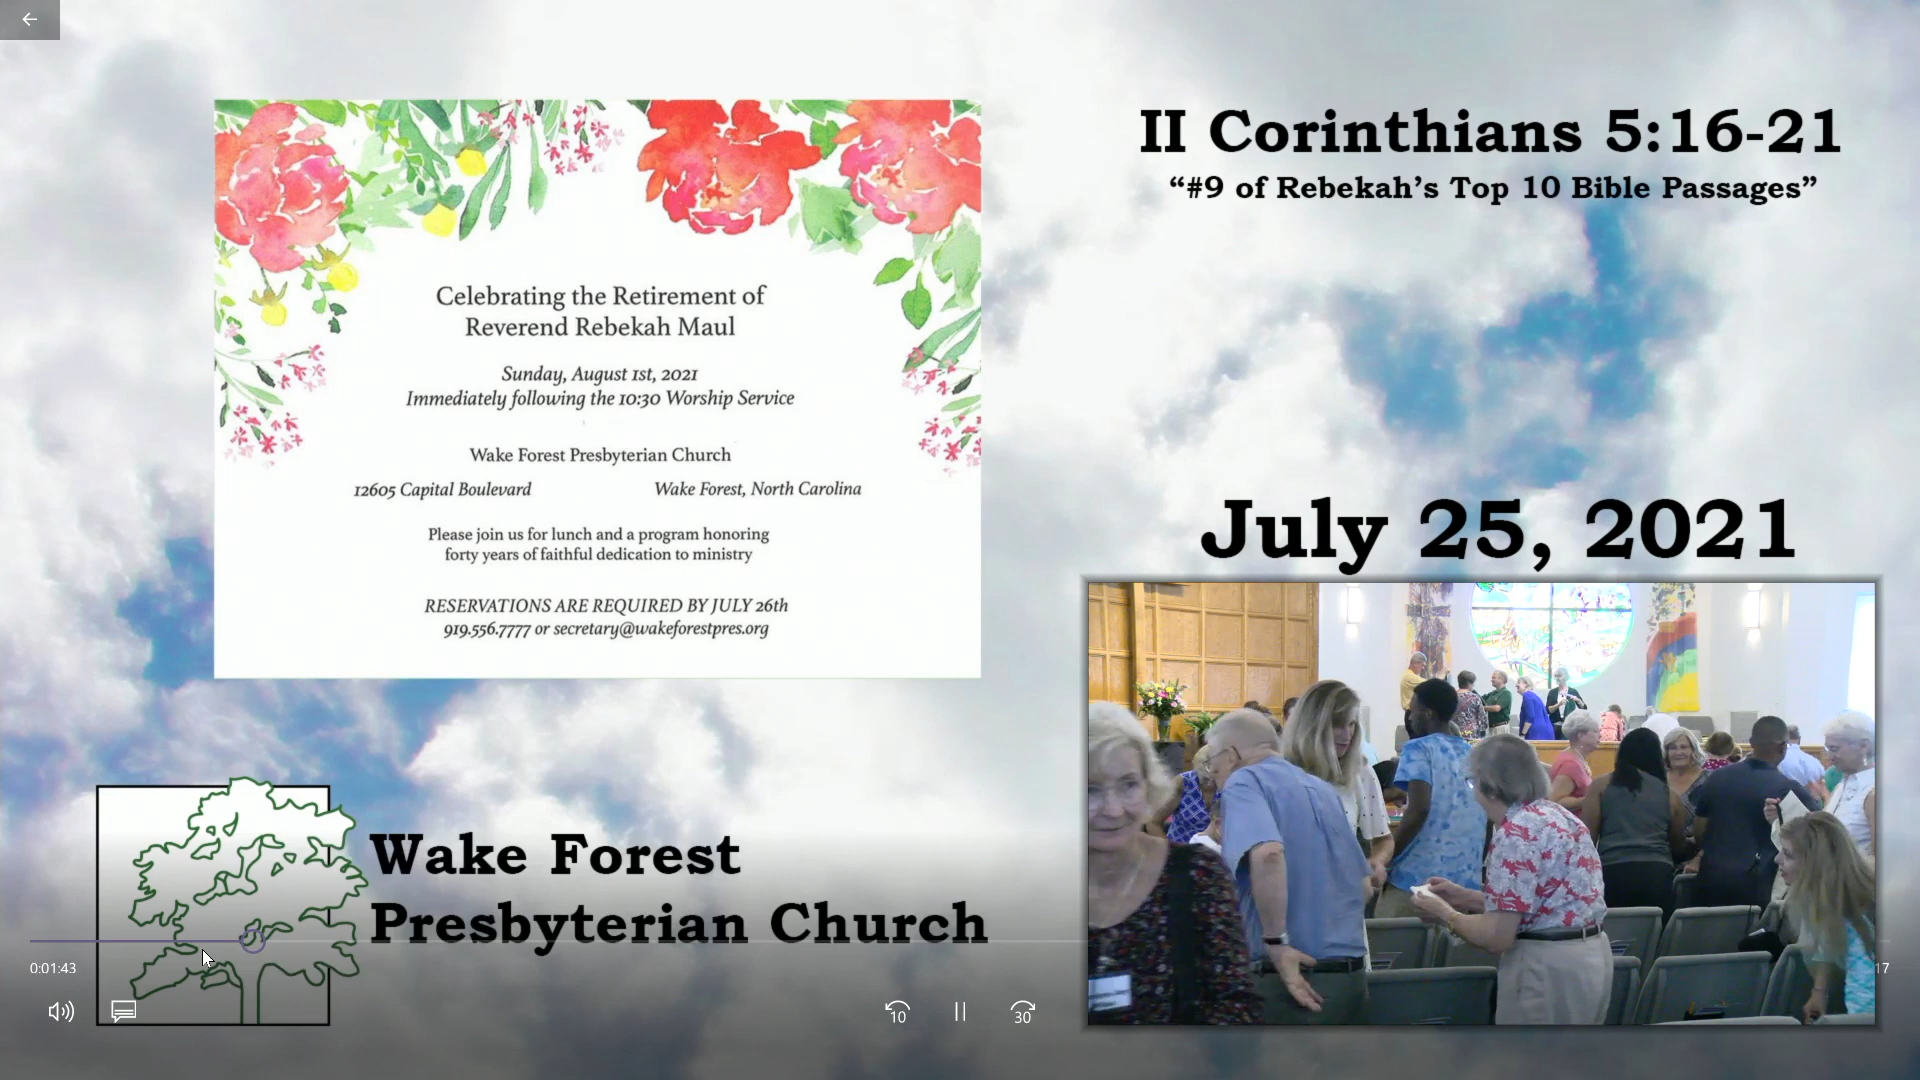 II Corinthians 5:16-21
“#9 of Rebekah’s Top 10 Bible Passages”
Celebrating the Retirement of
Reverend Rebekah Maul
Sunday, August 1st, 2021
Immediately following the 10:30 Worship Service
Wake Forest Presbyterian Church
12605 Capital Boulevard
Wake Forest, North Carolina
Please join us for lunch and a program honoring
forty years of faithful dedication to ministry
RESERVATIONS ARE REQUIRED BY JULY 26th
919.556.7777 or secretary@wakeforestpres.org
July 25, 2021
Wake Forest
Presbyterian Church
0:01:43
17
10
30